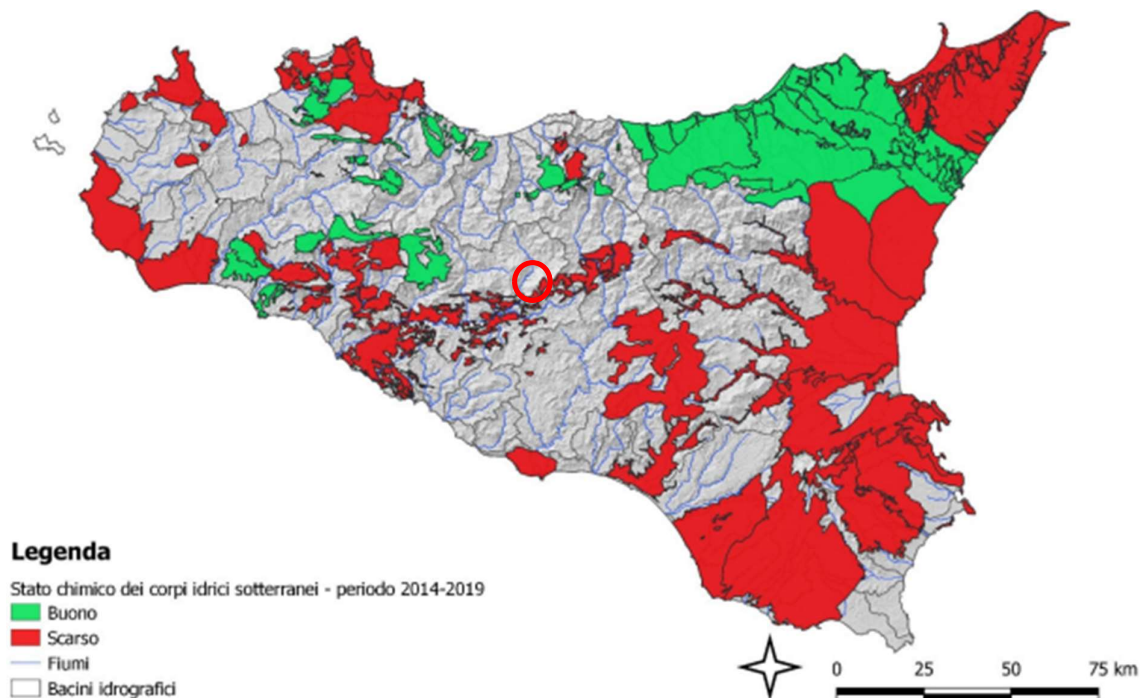 Legenda
Stato chimico dei corpi idrici sotterranei - periodo 2014-2019
Buono
Scarso
Fiumi
Bacini idrografici
0 25 50 75 km